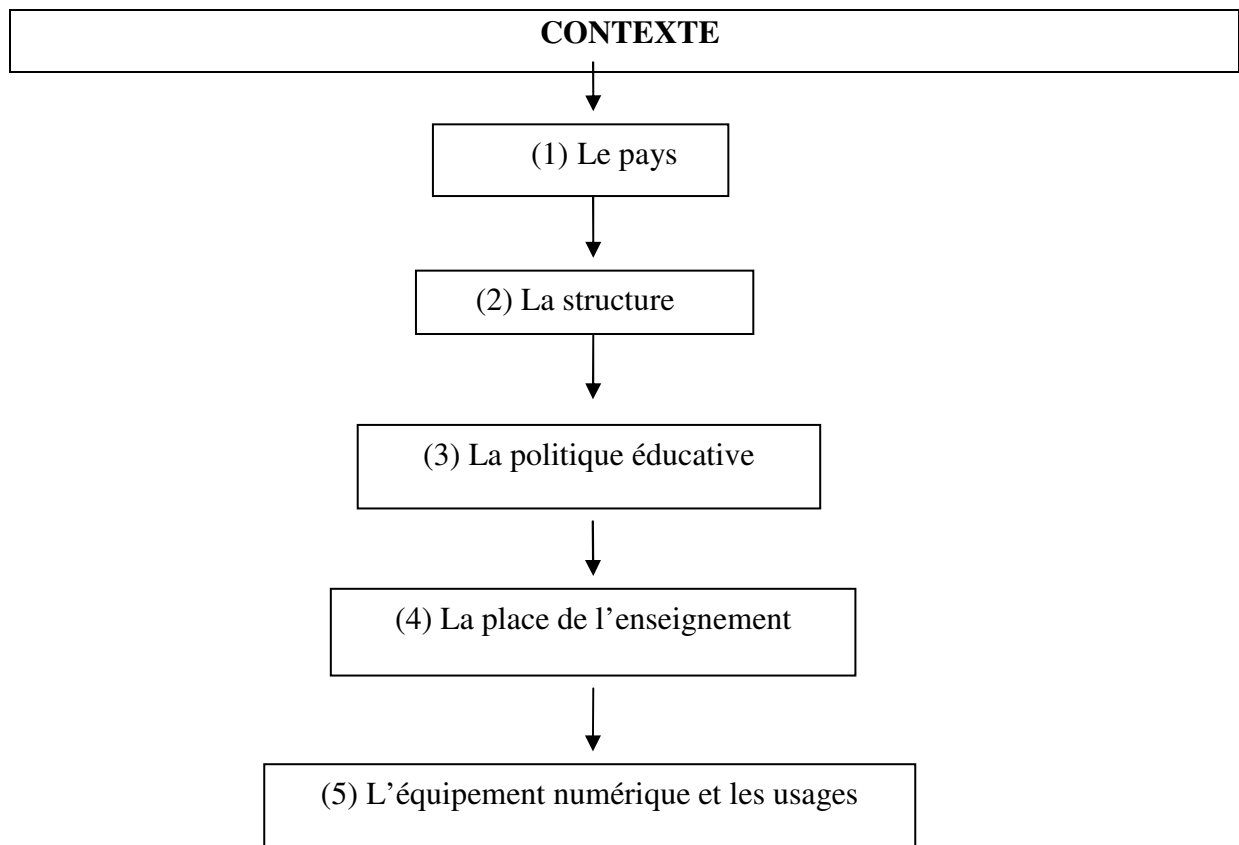 CONTEXTE
(1) Le pays
(2) La structure
(3) La politique éducative
(4) La place de l’enseignement
(5) L’équipement numérique et les usages